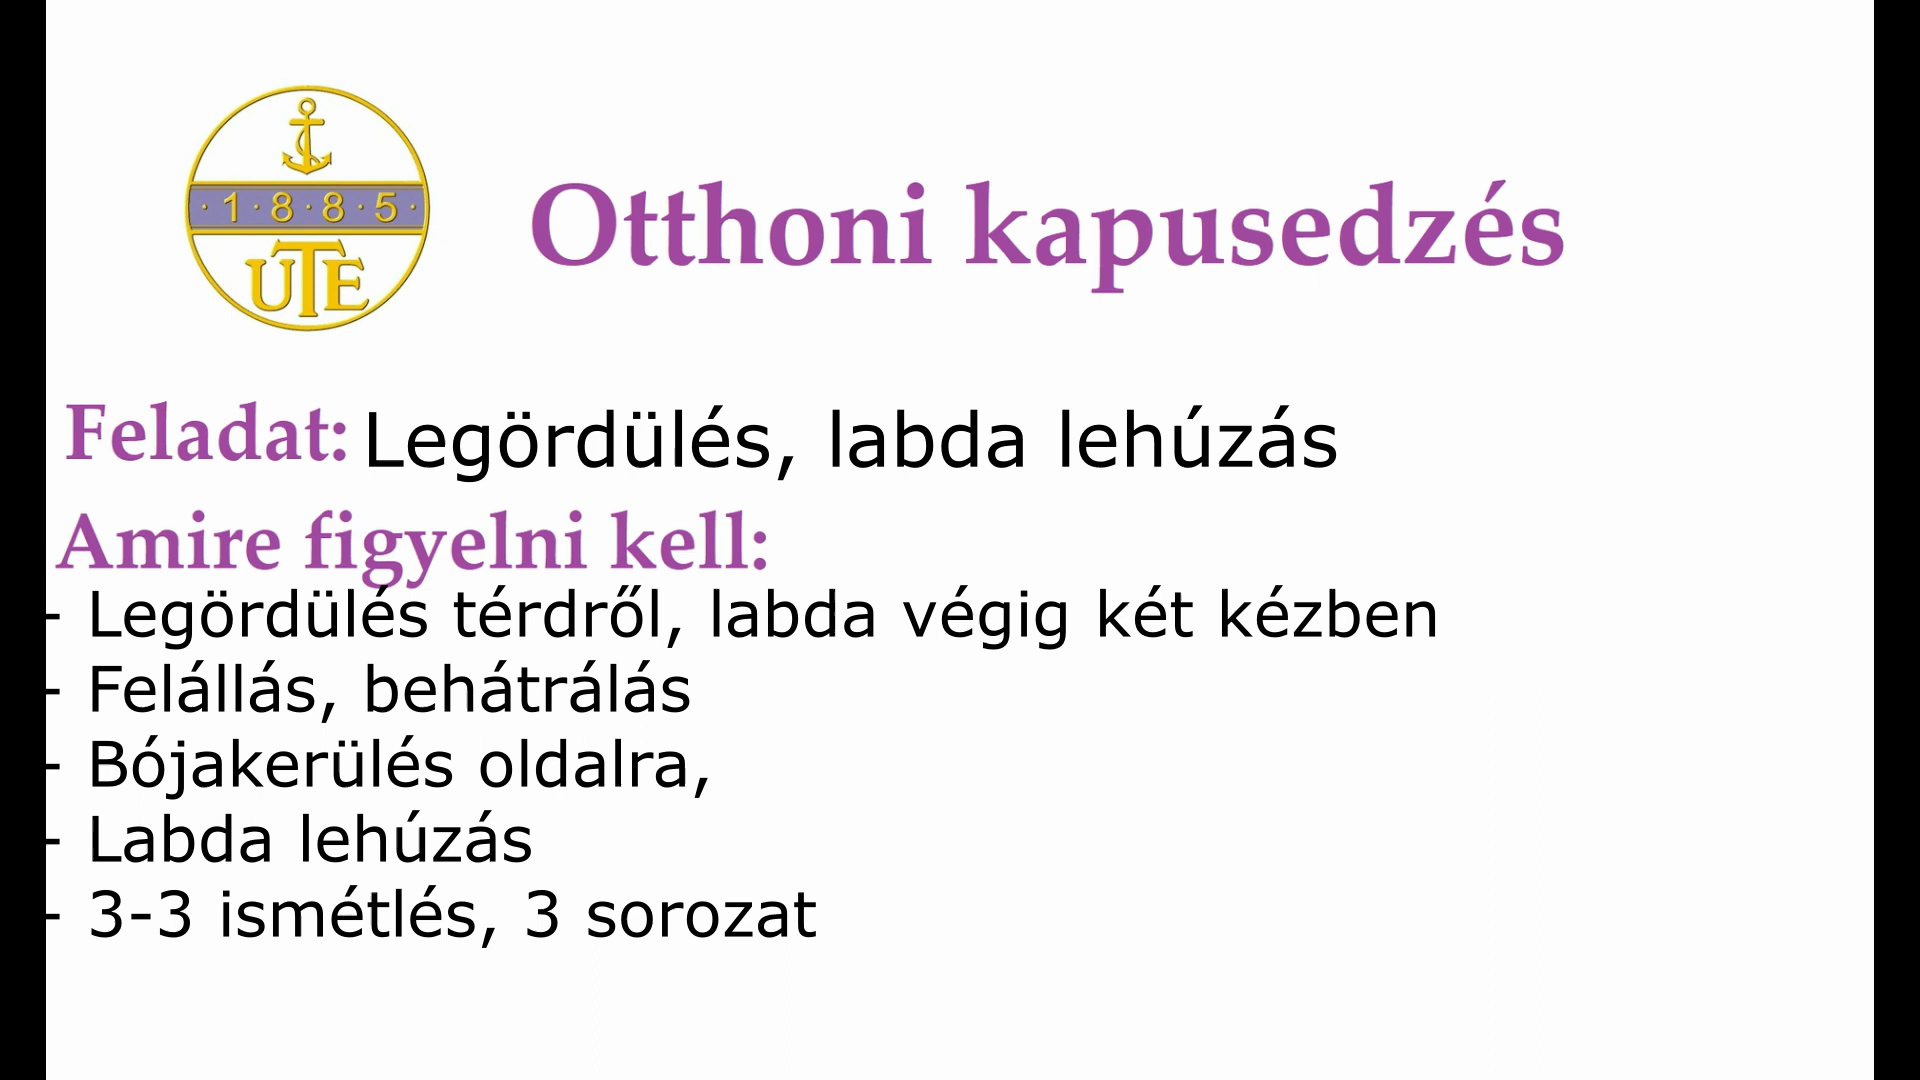 · 1 · 8 · 8 · 5 ·
UTE
Otthoni kapusedzés
Feladat: Legördülés, labda lehúzás
Amire figyelni kell:
- Legördülés térdről, labda végig két kézben
- Felállás, behátrálás
- Bójakerülés oldalra,
- Labda lehúzás
- 3-3 ismétlés, 3 sorozat